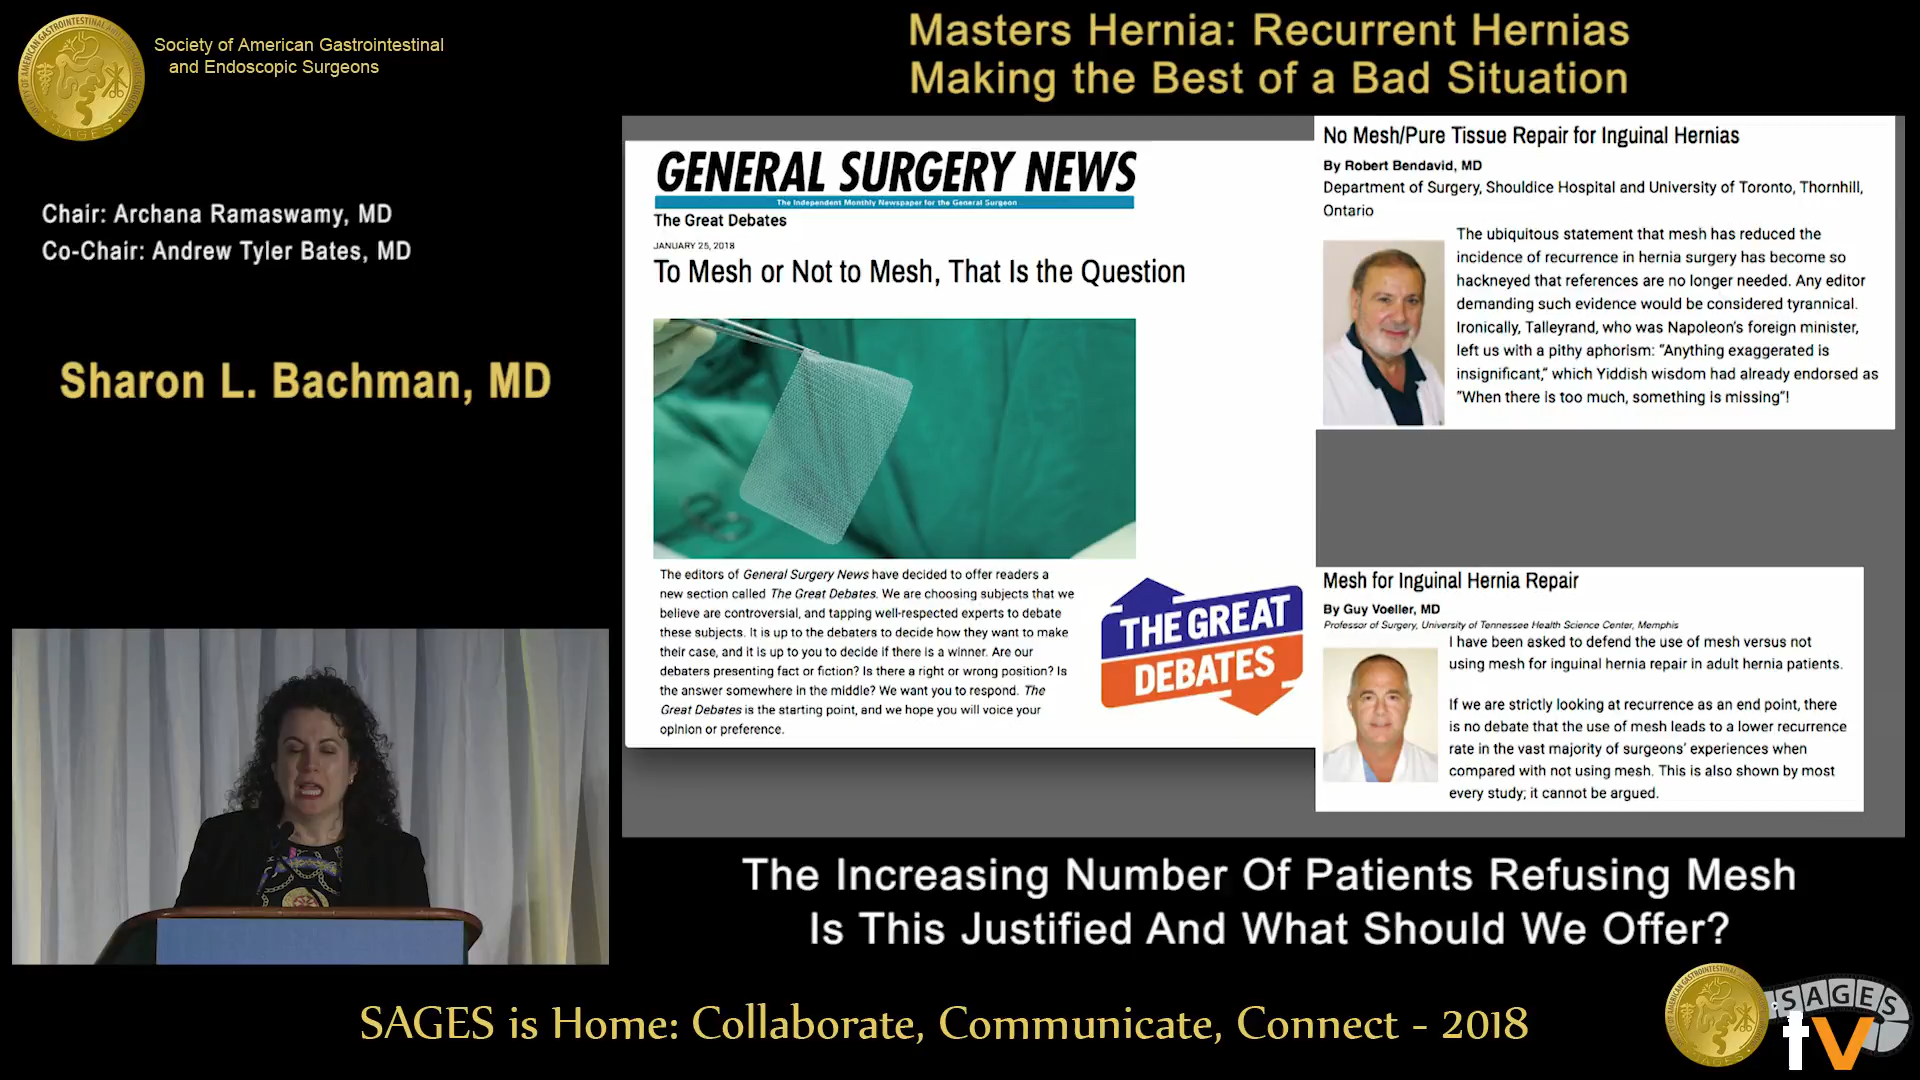 Society of American Gastrointestinal
and Endoscopic Surgeons
Masters Hernia: Recurrent Hernias
Making the Best of a Bad Situation
Chair: Archana Ramaswamy, MD
Co-Chair: Andrew Tyler Bates, MD
Sharon L. Bachman, MD
GENERAL SURGERY NEWS
The Independent Monthly Newspaper for the General Surgeon
The Great Debates
JANUARY 25, 2018
To Mesh or Not to Mesh, That Is the Question
The editors of General Surgery News have decided to offer readers a
new section called The Great Debates. We are choosing subjects that we
believe are controversial, and tapping well-respected experts to debate
these subjects. It is up to the debaters to decide how they want to make
their case, and it is up to you to decide if there is a winner. Are our
debaters presenting fact or fiction? Is there a right or wrong position? Is
the answer somewhere in the middle? We want you to respond. The
Great Debates is the starting point, and we hope you will voice your
opinion or preference.
THE GREAT
DEBATES
No Mesh/Pure Tissue Repair for Inguinal Hernias
By Robert Bendavid, MD
Department of Surgery, Shouldice Hospital and University of Toronto, Thornhill,
Ontario
The ubiquitous statement that mesh has reduced the
incidence of recurrence in hernia surgery has become so
hackneyed that references are no longer needed. Any editor
demanding such evidence would be considered tyrannical.
Ironically, Talleyrand, who was Napoleon's foreign minister,
left us with a pithy aphorism: "Anything exaggerated is
insignificant," which Yiddish wisdom had already endorsed as
"When there is too much, something is missing"!
Mesh for Inguinal Hernia Repair
By Guy Voeller, MD
Professor of Surgery, University of Tennessee Health Science Center, Memphis
I have been asked to defend the use of mesh versus not
using mesh for inguinal hernia repair in adult hernia patients.
If we are strictly looking at recurrence as an end point, there
is no debate that the use of mesh leads to a lower recurrence
rate in the vast majority of surgeons' experiences when
compared with not using mesh. This is also shown by most
every study; it cannot be argued.
The Increasing Number Of Patients Refusing Mesh
Is This Justified And What Should We Offer?
SAGES is Home: Collaborate, Communicate, Connect - 2018
SAGES
tv